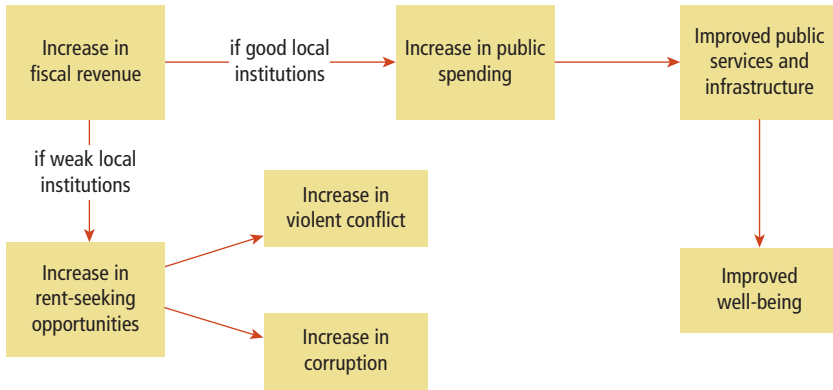 Increase in
fiscal revenue
if good local
institutions
Increase in public
spending
Improved public
services and
infrastructure
if weak local
institutions
Increase in
violent conflict
Increase in
rent-seeking
opportunities
Improved
well-being
Increase in
corruption